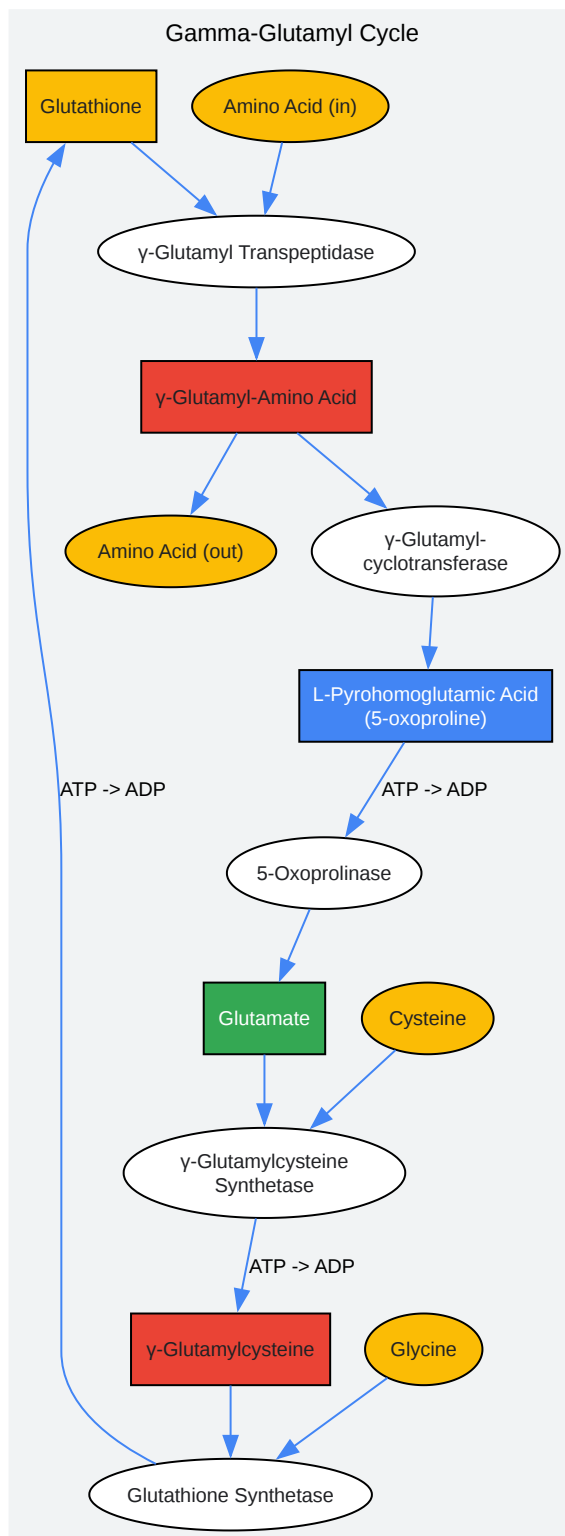 Gamma-Glutamyl Cycle
Glutathione
Amino Acid (in)
γ-Glutamyl Transpeptidase
γ-Glutamyl-Amino Acid
Amino Acid (out)
γ-Glutamyl-
cyclotransferase
L-Pyrohomoglutamic Acid
(5-oxoproline)
ATP -> ADP
ATP -> ADP
5-Oxoprolinase
Glutamate
Cysteine
γ-Glutamylcysteine
Synthetase
ATP -> ADP
γ-Glutamylcysteine
Glycine
Glutathione Synthetase